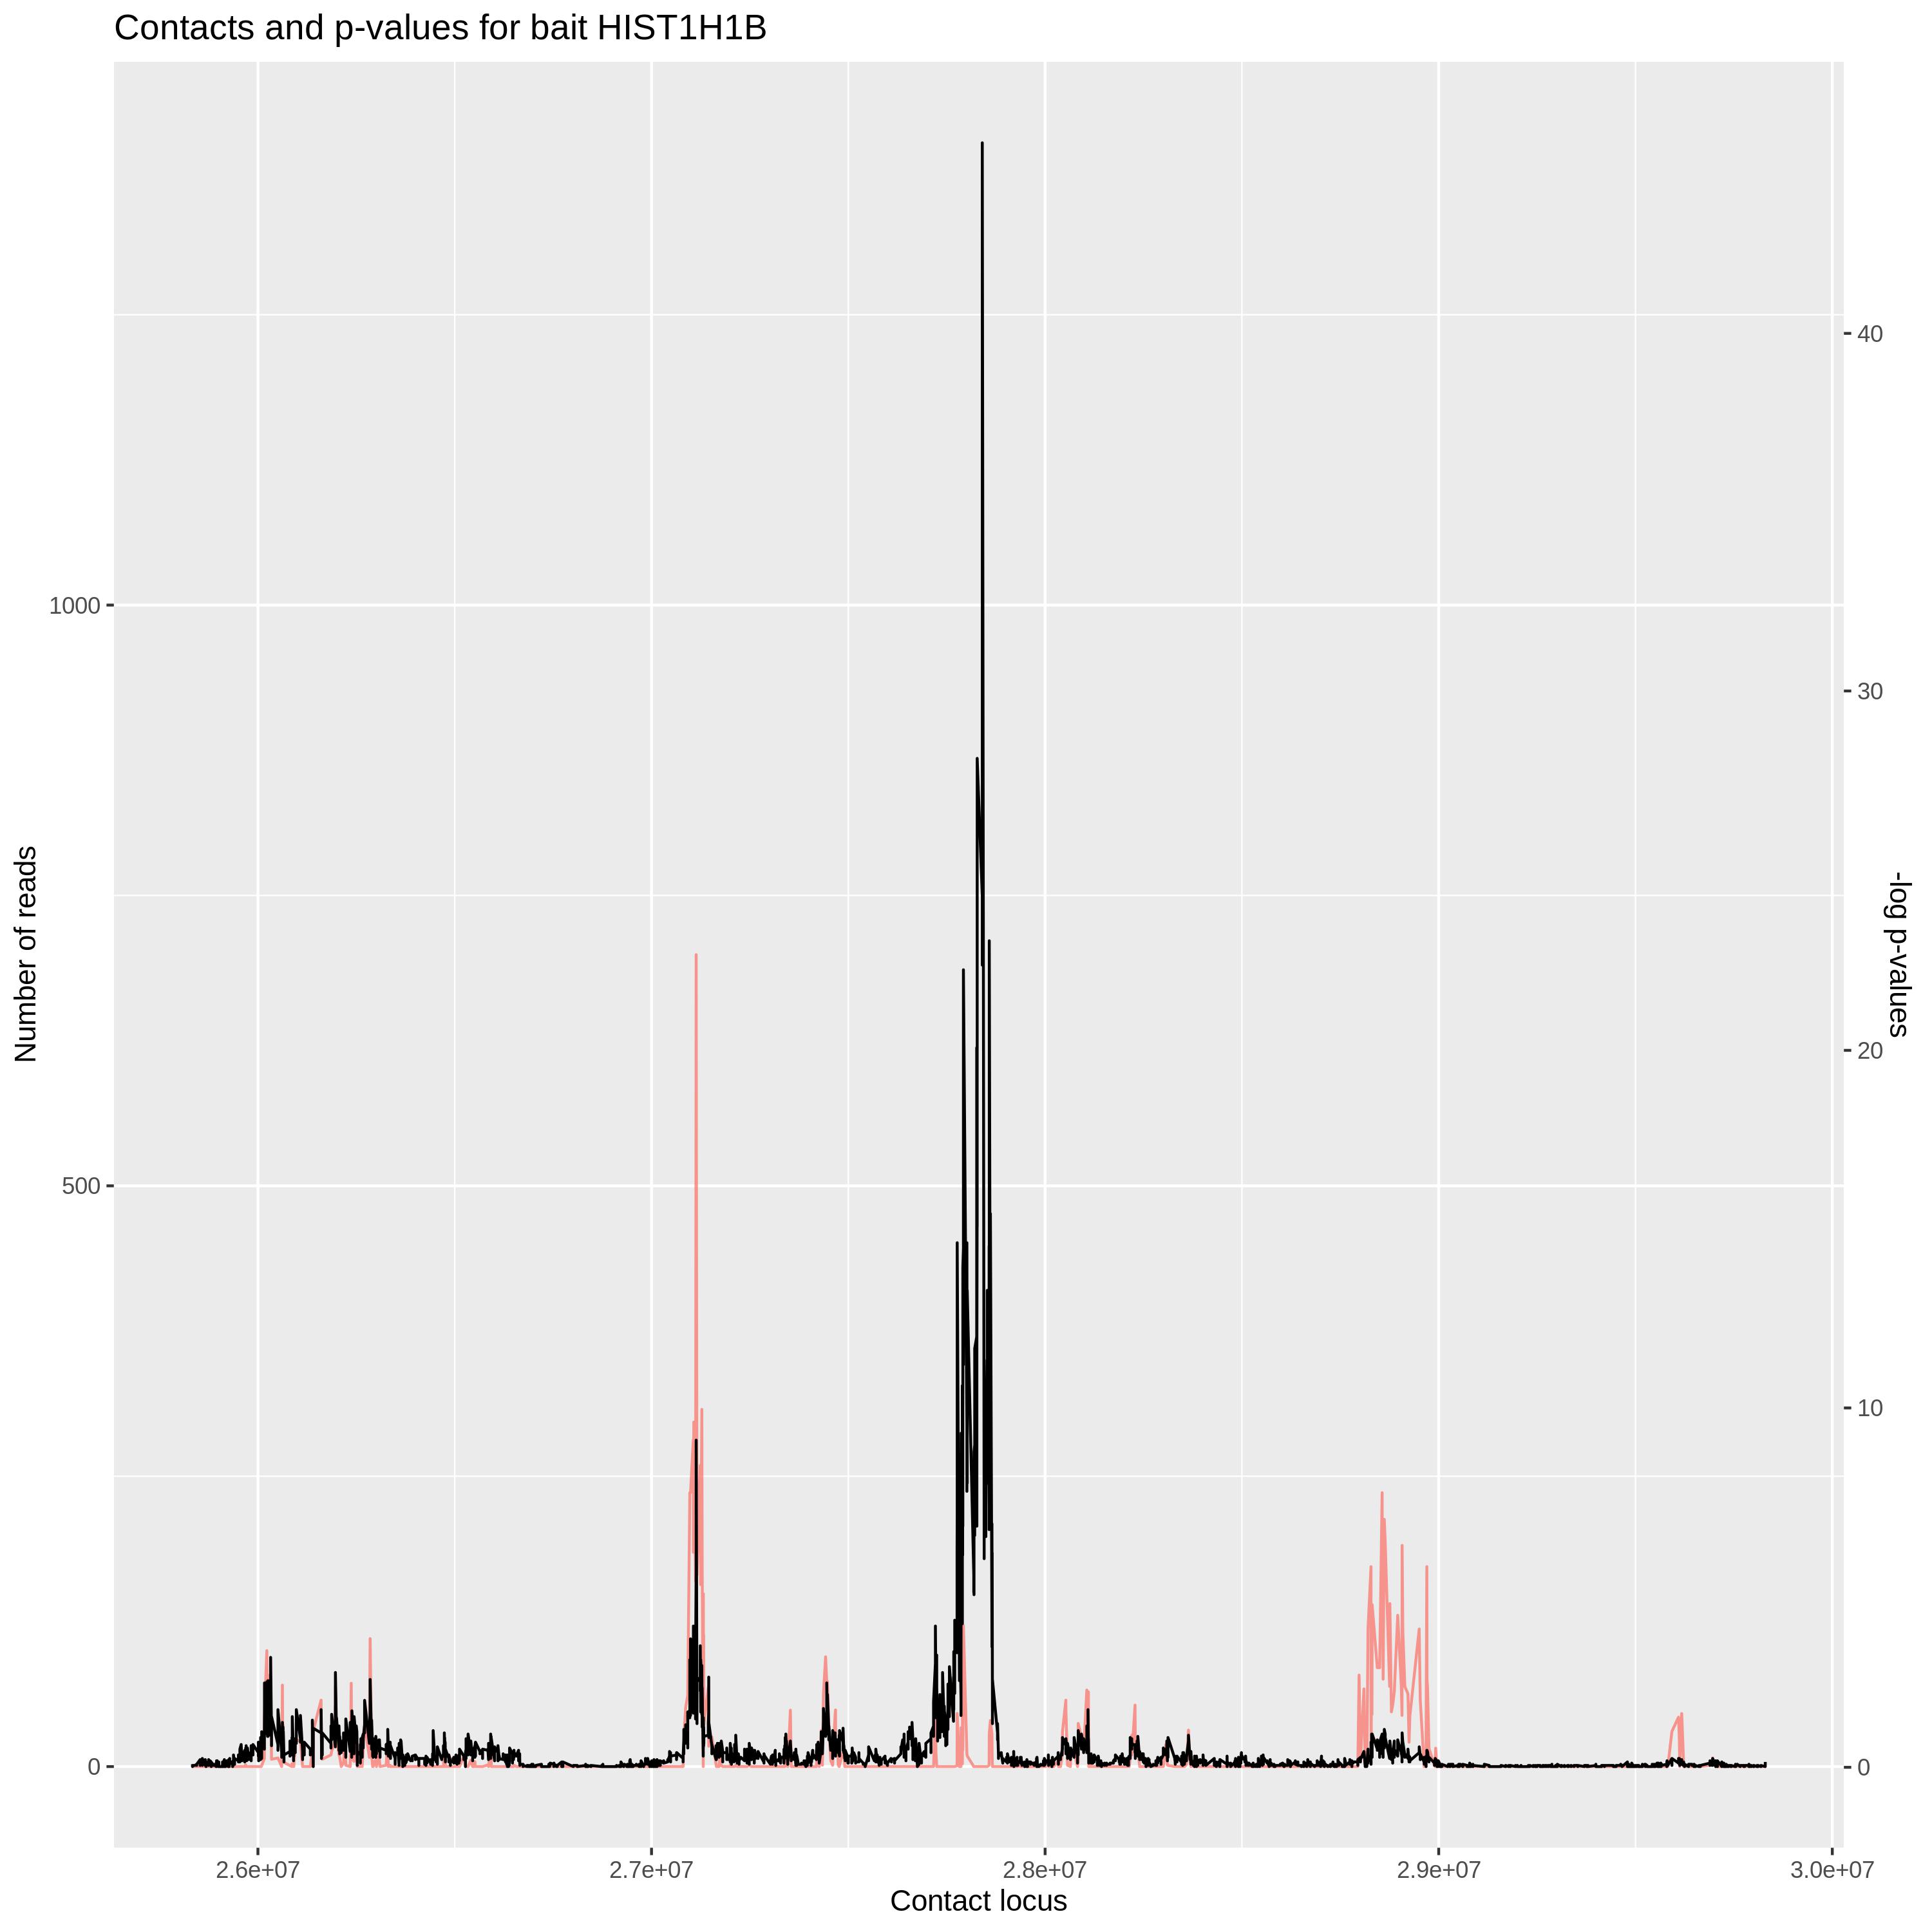 Contacts and p-values for bait HIST1H1B
1000
500
0
Number of reads
40
30
20
10
0
-log p-values
2.6e+07
2.7e+07
2.8e+07
2.9e+07
3.0e+07
Contact locus